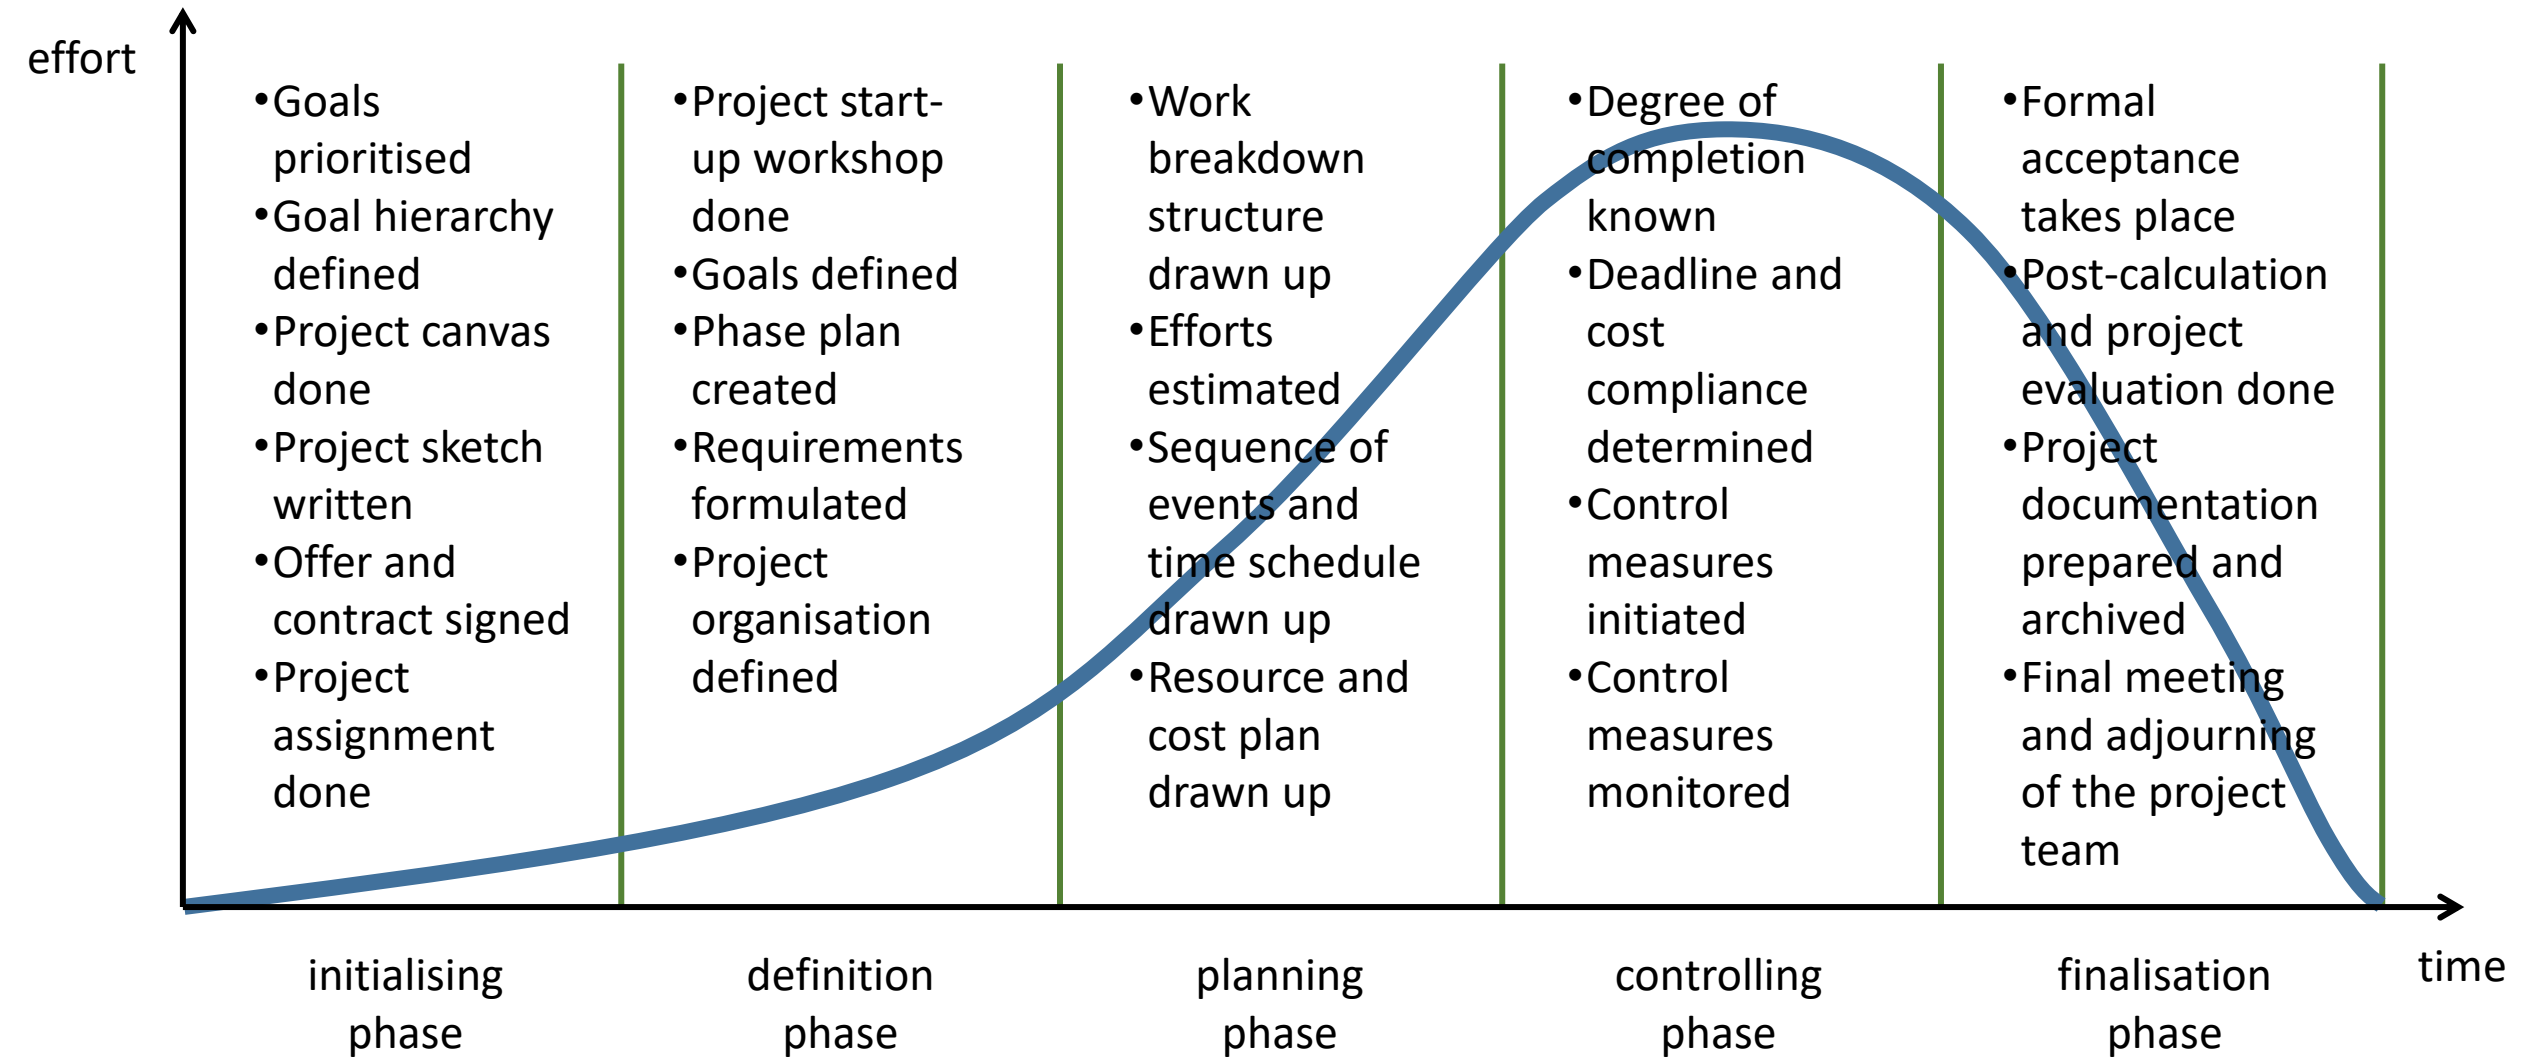 effort
•Goals
prioritised
•Goal hierarchy
defined
•Project canvas
done
•Project sketch
written
•Offer and
contract signed
•Project
assignment
done
•Project start-
up workshop
done
•Goals defined
•Phase plan
created
•Requirements
formulated
•Project
organisation
defined
•Work
breakdown
structure
drawn up
•Efforts
estimated
•Sequence of
events and
time schedule
drawn up
•Resource and
cost plan
drawn up
•Degree of
completion
known
•Deadline and
cost
compliance
determined
•Control
measures
initiated
•Control
measures
monitored
•Formal
acceptance
takes place
•Post-calculation
and project
evaluation done
•Project
documentation
prepared and
archived
•Final meeting
and adjourning
of the project
team
initialising
phase
definition
phase
planning
phase
controlling
phase
finalisation
phase
time